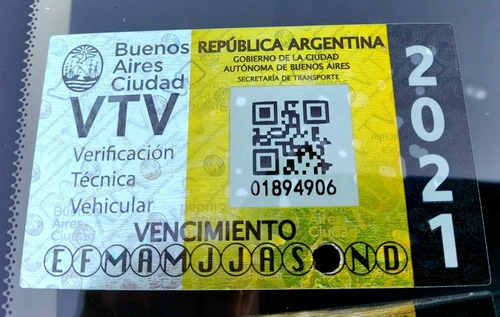 Buenos
Aires
Ciudad
VTV
Verificación
Técnica
Vehicular
REPÚBLICA ARGENTINA
GOBIERNO DE LA CIUDAD
AUTÓNOMA DE BUENOS AIRES
SECRETARÍA DE TRANSPORTE
01894906
VENCIMIENTO
E F M A M J J A S N D
2021